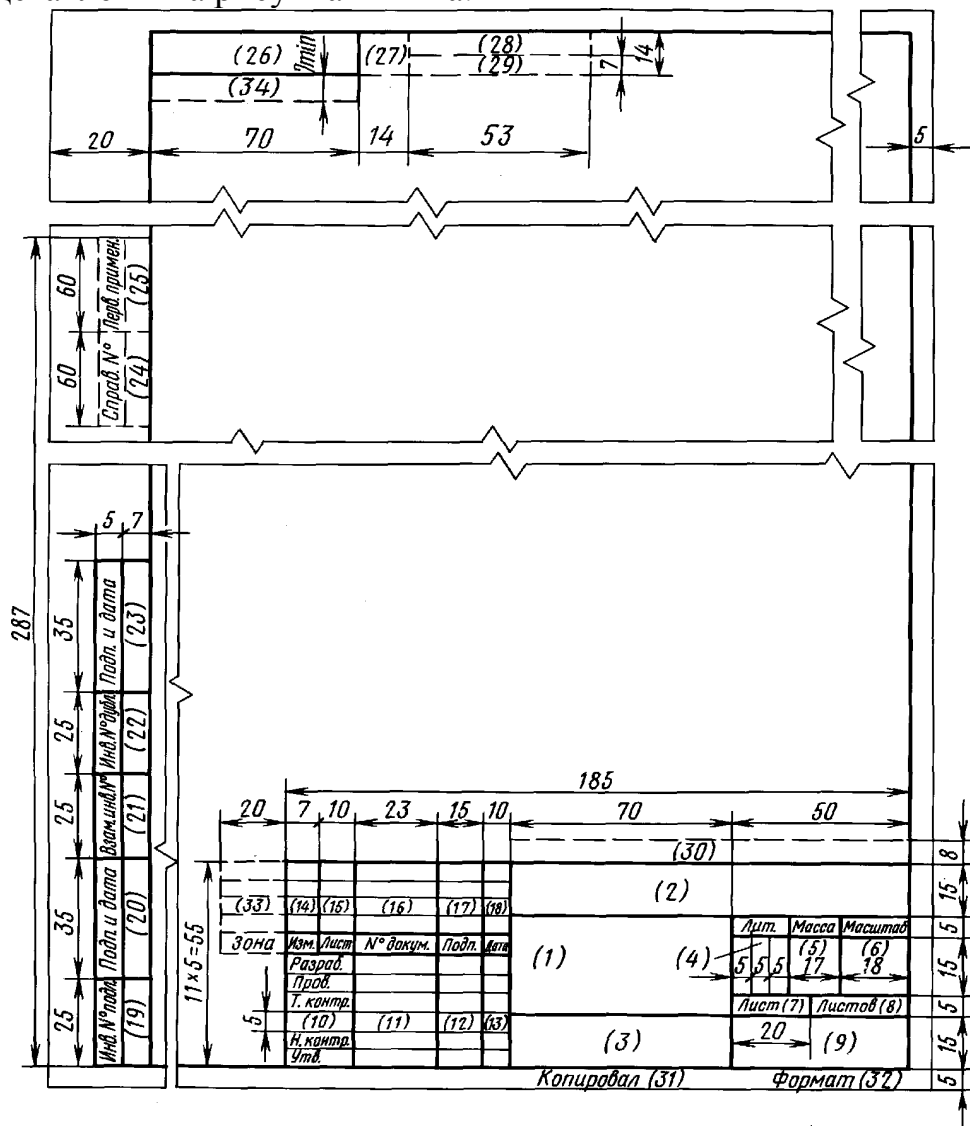 (26) 7min (27) (28)
(29) 7 14
(34)
20 70 14 53 5
60 Перв. примен. (25)
60 Справ. N° (24)
287
5 7
35 Подп. и дата (23)
25 Инв. N° дубл. (22)
25 Взам. инв. N° (21)
35 Подп. и дата (20)
25 Инв. N° подл. (19)
185
20 7 10 23 15 10 70 50
(30) 8
(2) 15
(33) (14) (15) (16) (17) (18)
Зона Изм. Лист N° докум. Подп. Дата
11×5=55
Разраб.
Пров.
Т. контр.
5 (10) (11) (12) (13)
Н. контр.
Утв.
(1)
(3)
Лит. Масса Масштаб 5
(4) (5) (6)
5 5 5 17 18 15
Лист (7) Листов (8) 5
20 (9) 15
Копировал (31) Формат (32) 5